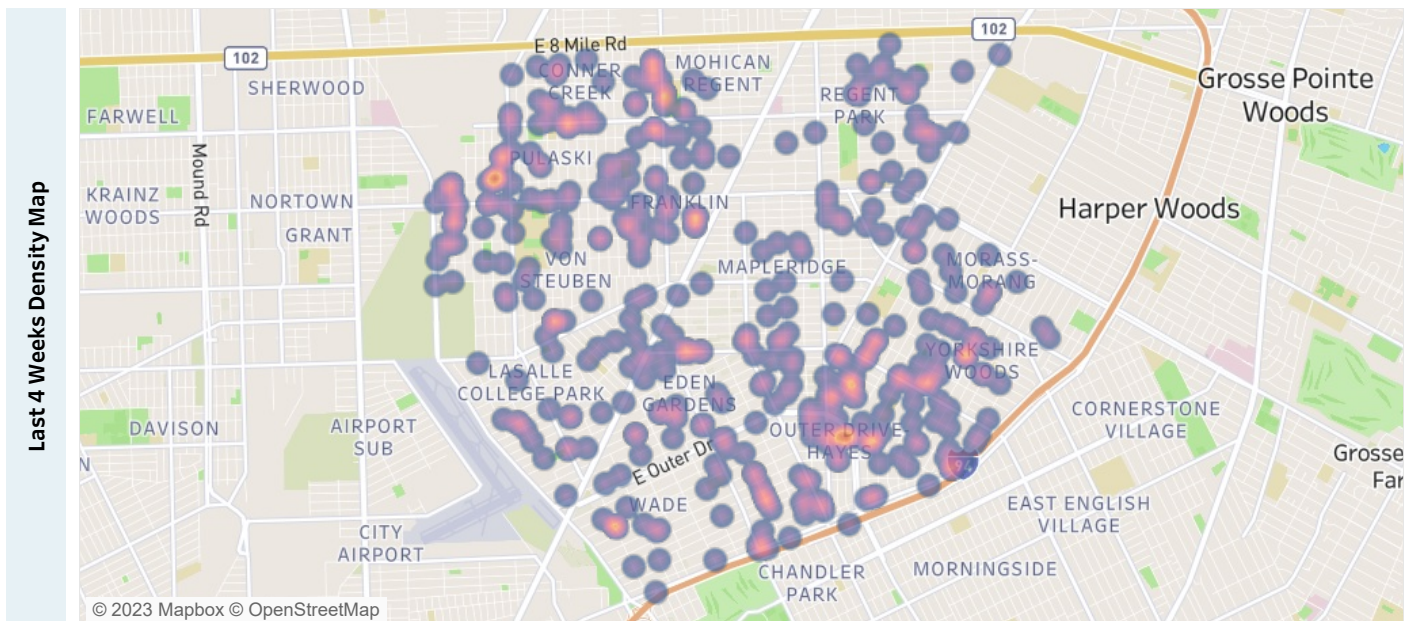 Last 4 Weeks Density Map
102
102
E 8 Mile Rd
CONNER
CREEK
MOHICAN
REGENT
Grosse Pointe
Woods
SHERWOOD
REGENT
PARK
FARWELL
Mound Rd
PULASKI
KRAINZ
WOODS
NORTOWN
FRANKLIN
Harper Woods
GRANT
VON
STEUBEN
MAPLERIDGE
MORASS-
MORANG
YORKSHIRE
WOODS
LASALLE
COLLEGE PARK
EDEN
GARDENS
CORNERSTONE
VILLAGE
DAVISON
AIRPORT
SUB
OUTER DRIVE-
HAYES
E Outer Dr
94
Grosse
Far
N
WADE
EAST ENGLISH
VILLAGE
CITY
AIRPORT
CHANDLER
PARK
MORNINGSIDE
© 2023 Mapbox © OpenStreetMap